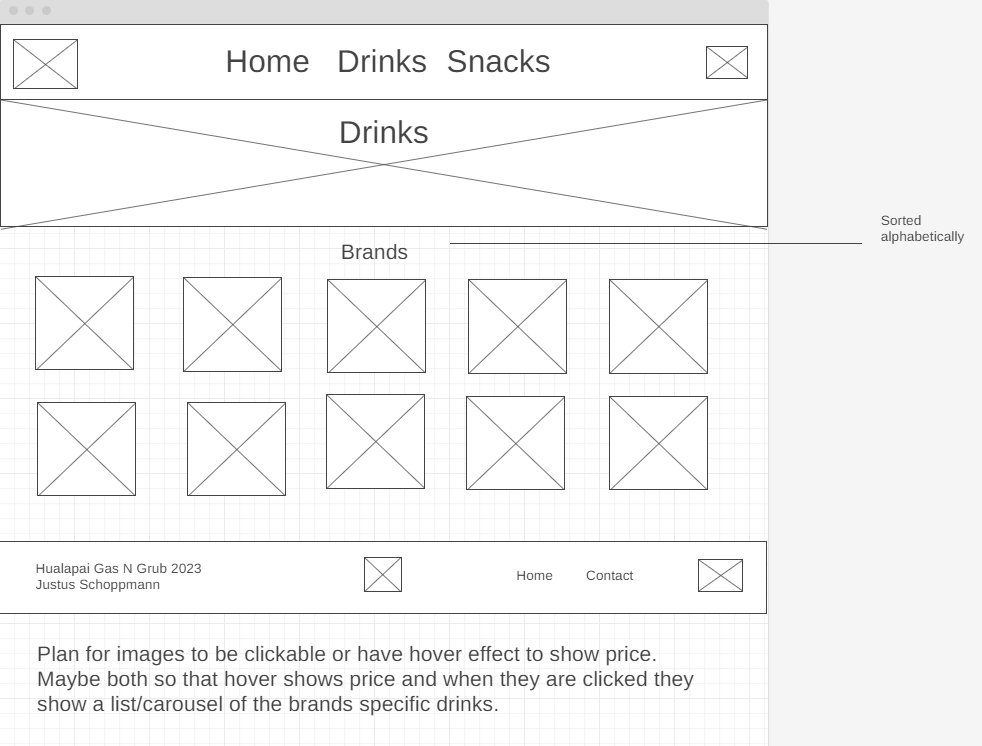 Home Drinks Snacks
Drinks
Sorted
alphabetically
Brands
Hualapai Gas N Grub 2023
Justus Schoppmann
Home Contact
Plan for images to be clickable or have hover effect to show price.
Maybe both so that hover shows price and when they are clicked they
show a list/carousel of the brands specific drinks.